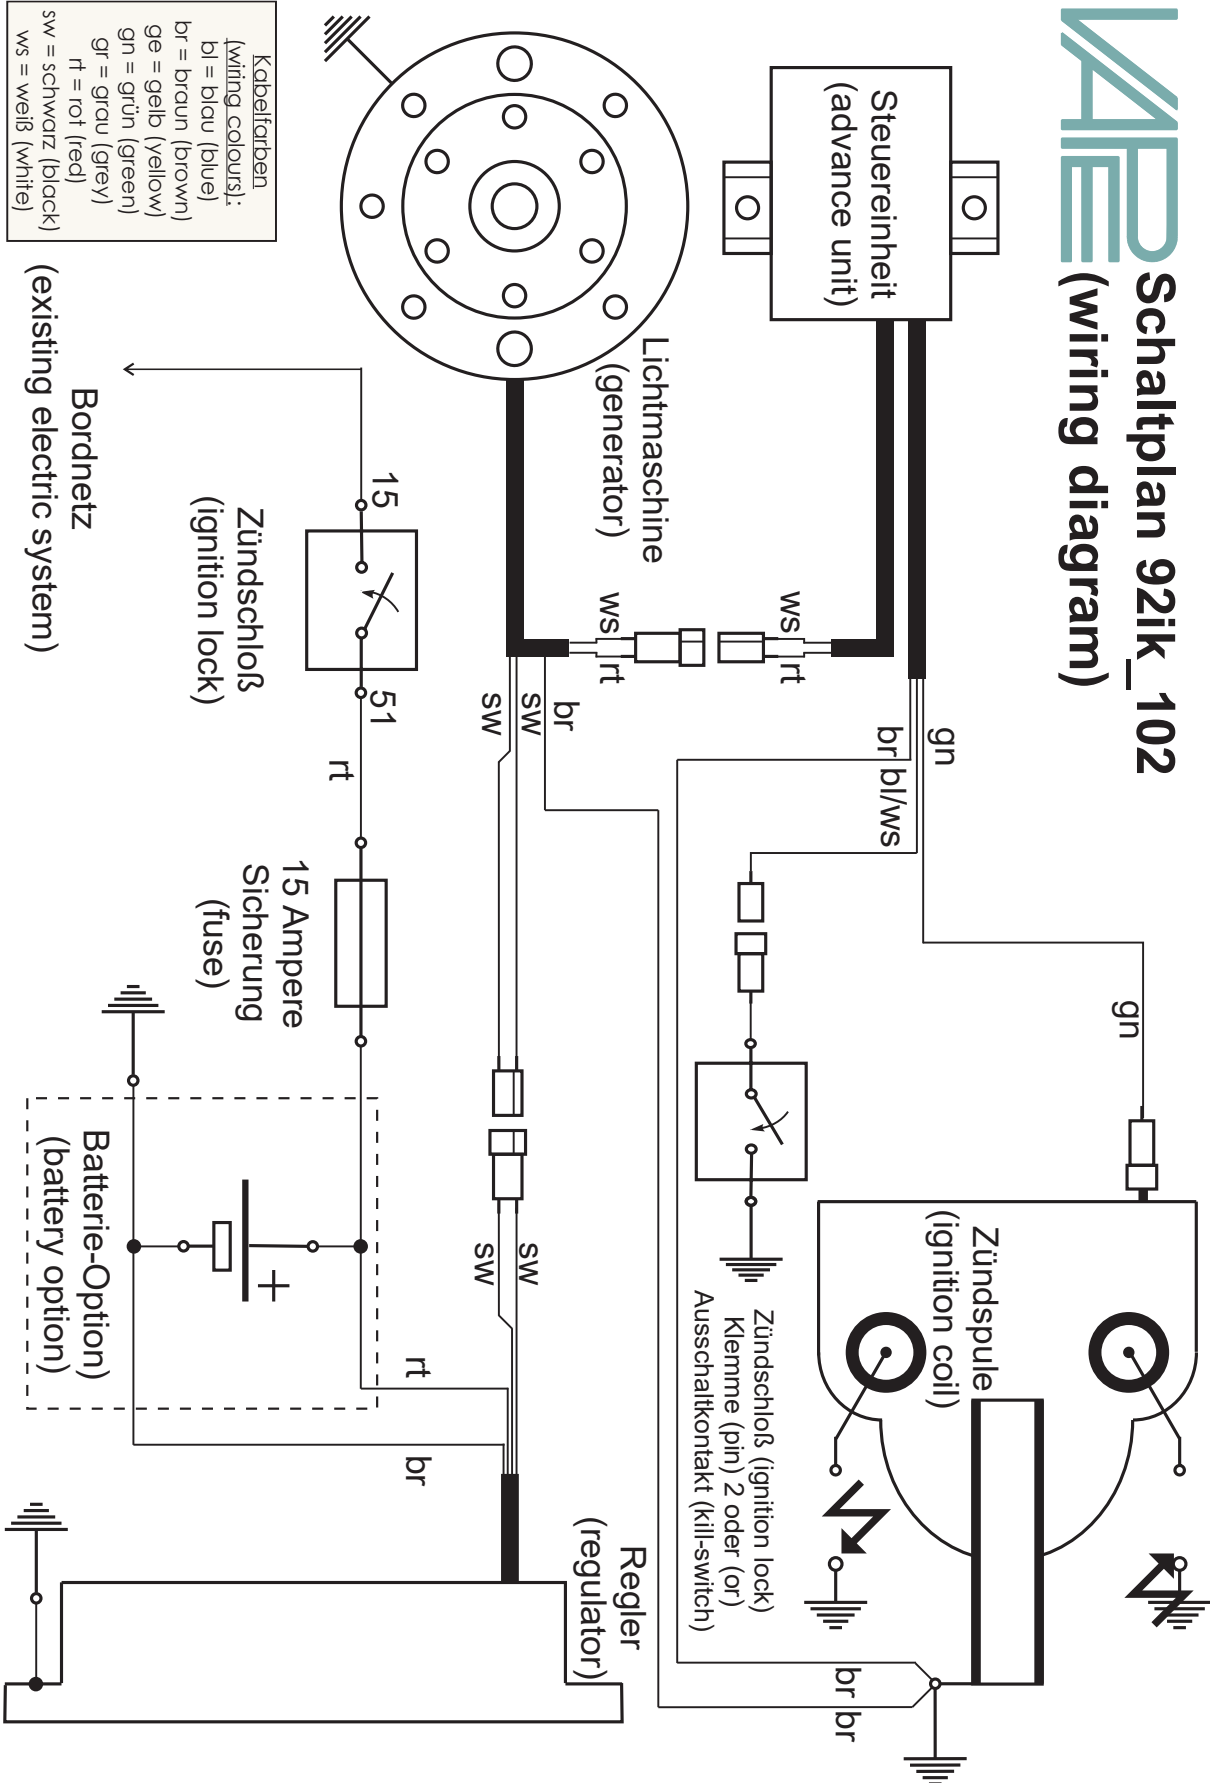 VAPE
Schaltplan 92ik_102
(wiring diagram)
Steuereinheit
(advance unit)
ws
rt
gn
br
bl/ws
gn
Zündspule
(ignition coil)
Zündschloß (ignition lock)
Klemme (pin) 2 oder (or)
Ausschaltkontakt (kill-switch)
br
br
Lichtmaschine
(generator)
ws
rt
br
sw
sw
sw
sw
rt
br
Regler
(regulator)
15
51
Zündschloß
(ignition lock)
rt
15 Ampere
Sicherung
(fuse)
+
Batterie-Option)
(battery option)
Bordnetz
(existing electric system)
Kabelfarben
(wiring colours):
bl = blau (blue)
br = braun (brown)
ge = gelb (yellow)
gn = grün (green)
gr = grau (grey)
rt = rot (red)
sw = schwarz (black)
ws = weiß (white)